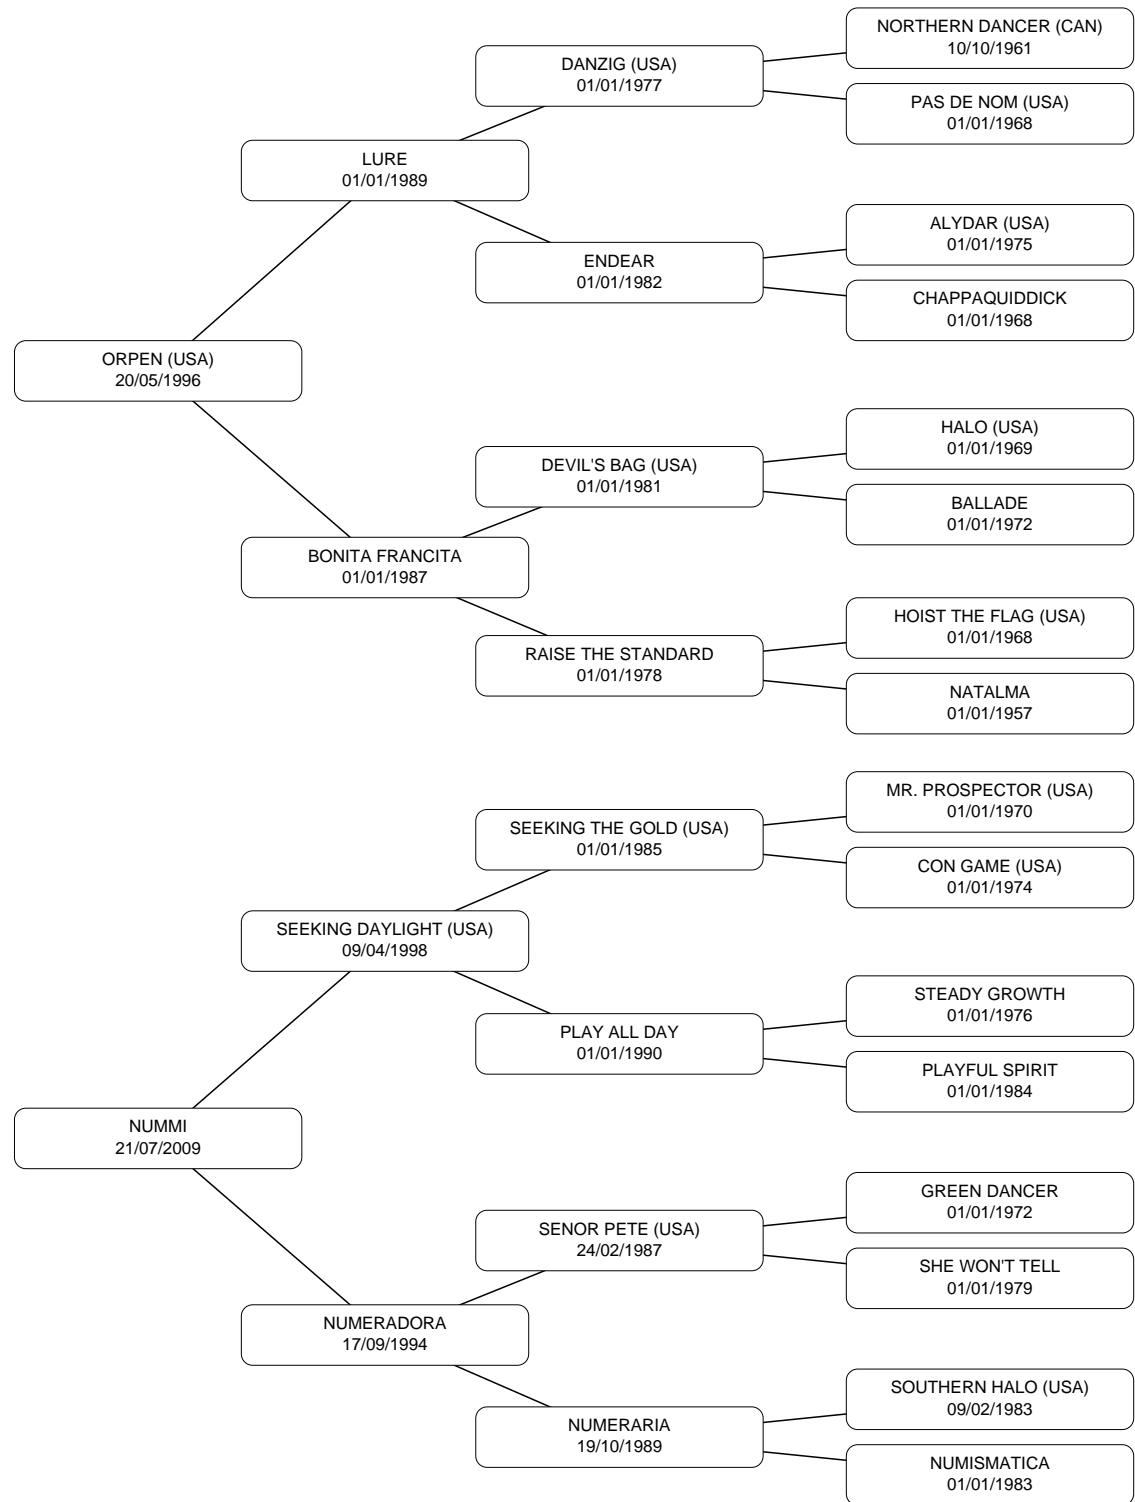 NORTHERN DANCER (CAN)
10/10/1961
DANZIG (USA)
01/01/1977
PAS DE NOM (USA)
01/01/1968
LURE
01/01/1989
ALYDAR (USA)
01/01/1975
ENDEAR
01/01/1982
CHAPPAQUIDDICK
01/01/1968
ORPEN (USA)
20/05/1996
HALO (USA)
01/01/1969
DEVIL'S BAG (USA)
01/01/1981
BALLADE
01/01/1972
BONITA FRANCITA
01/01/1987
HOIST THE FLAG (USA)
01/01/1968
RAISE THE STANDARD
01/01/1978
NATALMA
01/01/1957
MR. PROSPECTOR (USA)
01/01/1970
SEEKING THE GOLD (USA)
01/01/1985
CON GAME (USA)
01/01/1974
SEEKING DAYLIGHT (USA)
09/04/1998
STEADY GROWTH
01/01/1976
PLAY ALL DAY
01/01/1990
PLAYFUL SPIRIT
01/01/1984
NUMMI
21/07/2009
GREEN DANCER
01/01/1972
SENOR PETE (USA)
24/02/1987
SHE WON'T TELL
01/01/1979
NUMERADORA
17/09/1994
SOUTHERN HALO (USA)
09/02/1983
NUMERARIA
19/10/1989
NUMISMATICA
01/01/1983